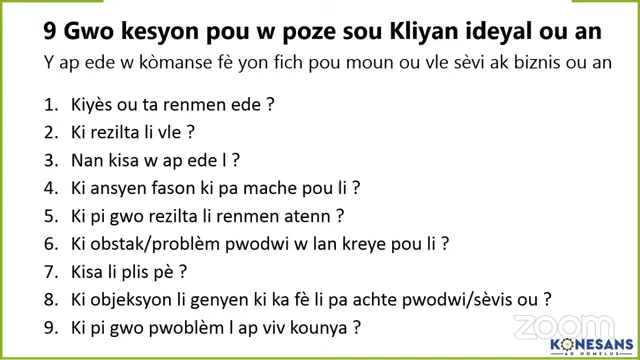 9 Gwo kesyon pou w poze sou Kliyan ideyal ou an
Y ap ede w kòmanse fè yon fich pou moun ou vle sèvi ak biznis ou an
1. Kiyès ou ta renmen ede ?
2. Ki rezilta li vle ?
3. Nan kisa w ap ede l ?
4. Ki ansyen fason ki pa mache pou li ?
5. Ki pi gwo rezilta li renmen atenn ?
6. Ki obstak/problèm pwodwi w lan kreye pou li ?
7. Kisa li plis pè ?
8. Ki objeksyon li genyen ki ka fè li pa achte pwodwi/sèvis ou ?
9. Ki pi gwo pwoblèm l ap viv kounya ?
zoom
KONESANS
AK HOMELUS